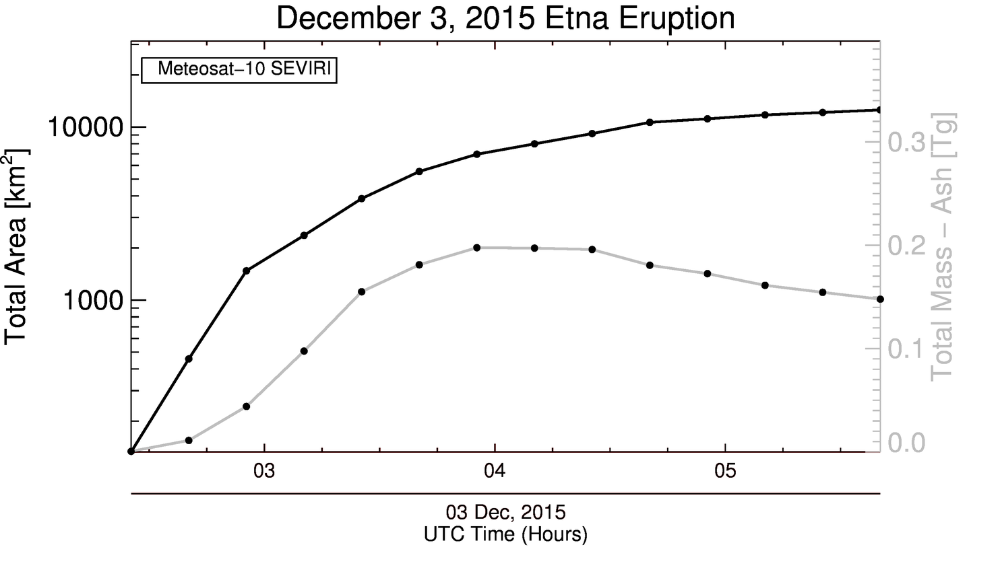 December 3, 2015 Etna Eruption
Meteosat−10 SEVIRI
10000
1000
Total Area [km²]
0.3
0.2
0.1
0.0
Total Mass − Ash [Tg]
03 04 05
03 Dec, 2015
UTC Time (Hours)